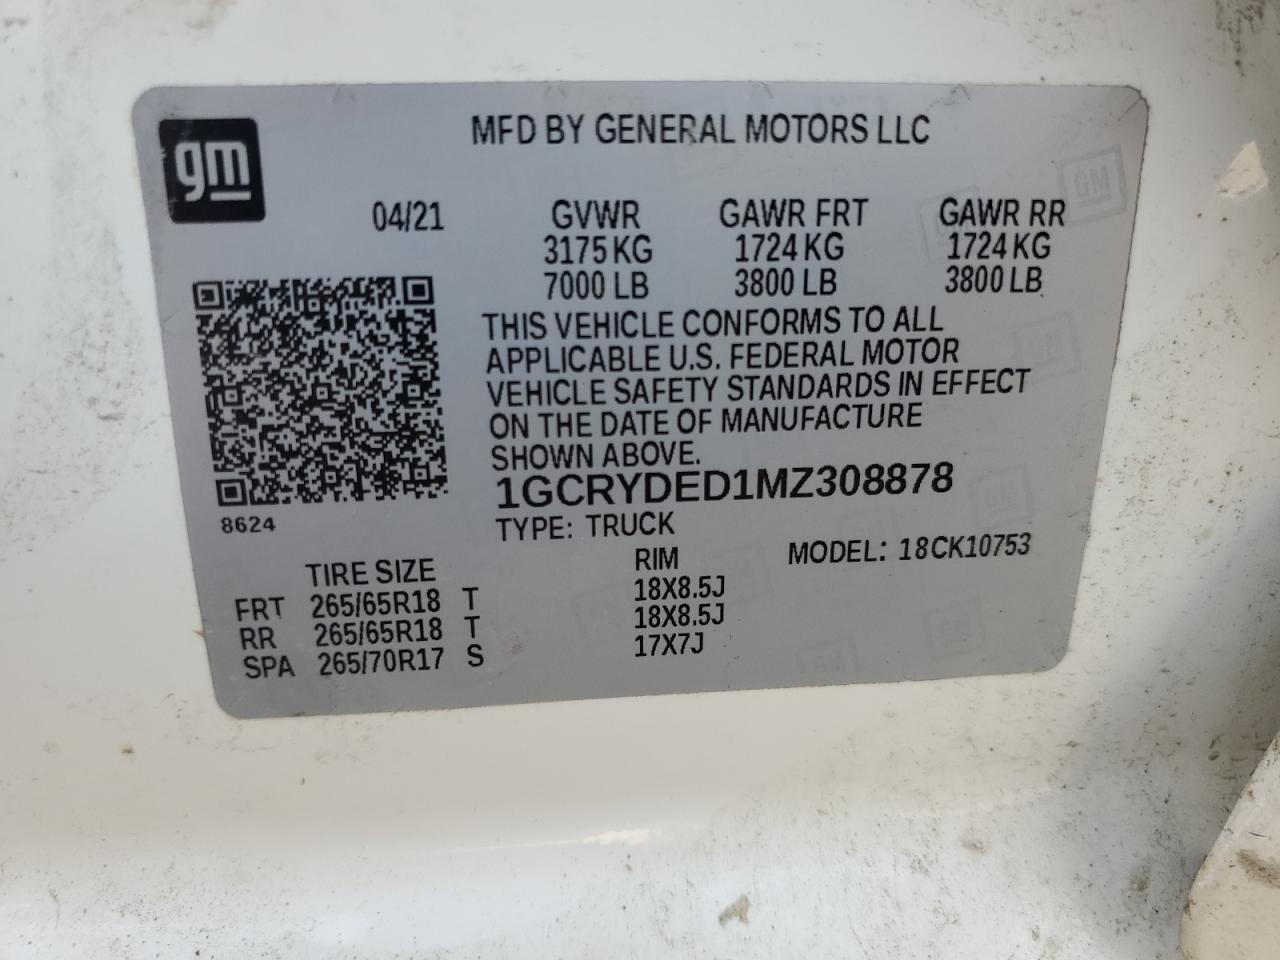 gm
MFD BY GENERAL MOTORS LLC
04/21 GVWR GAWR FRT GAWR RR
3175 KG 1724 KG 1724 KG
7000 LB 3800 LB 3800 LB
THIS VEHICLE CONFORMS TO ALL
APPLICABLE U.S. FEDERAL MOTOR
VEHICLE SAFETY STANDARDS IN EFFECT
ON THE DATE OF MANUFACTURE
SHOWN ABOVE.
1GCRYDED1MZ308878
8624
TYPE: TRUCK
MODEL: 18CK10753
TIRE SIZE RIM
FRT 265/65R18 T 18X8.5J
RR 265/65R18 T 18X8.5J
SPA 265/70R17 S 17X7J
GM